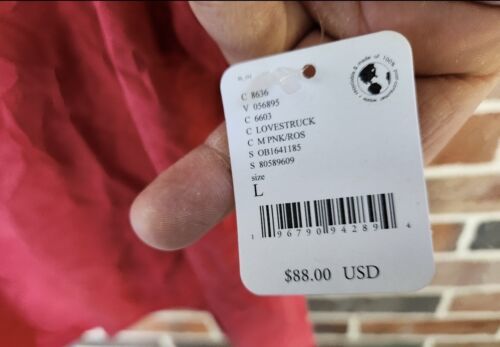 C 8636
V 056895
C 6603
C LOVESTRUCK
C M PNK/ROS
S OB1641185
S 80589609
size
L
1 96790 94289 4
$88.00 USD